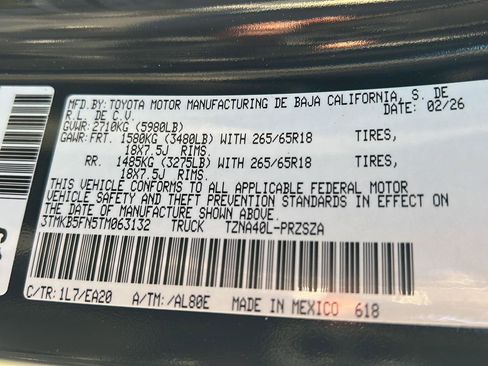 MFD.BY: TOYOTA MOTOR MANUFACTURING DE BAJA CALIFORNIA, S. DE
R.L. DE C.V. DATE: 02/26
GVWR: 2710KG (5980LB)
GAWR: FRT. 1580KG (3480LB) WITH 265/65R18 TIRES,
18X7.5J RIMS.
RR. 1485KG (3275LB) WITH 265/65R18 TIRES,
18X7.5J RIMS.
THIS VEHICLE CONFORMS TO ALL APPLICABLE FEDERAL MOTOR
VEHICLE SAFETY AND THEFT PREVENTION STANDARDS IN EFFECT ON
THE DATE OF MANUFACTURE SHOWN ABOVE.
3TMKB5FN5TM063132 TRUCK TZNA40L-PRZSZA
C/TR: 1L7/EA20 A/TM: /AL80E MADE IN MEXICO 618